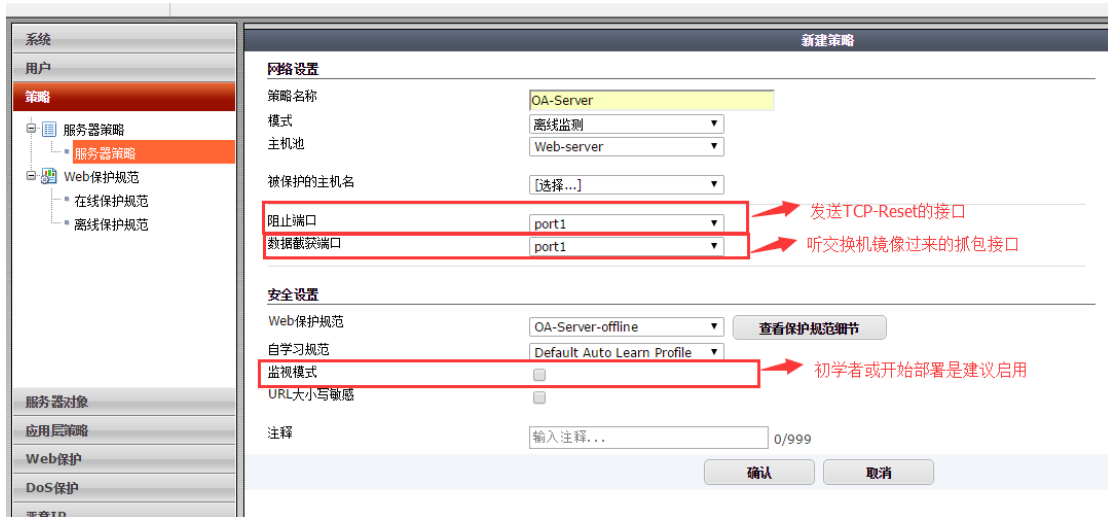 新建策略
系统
用户
策略
服务器策略
服务器策略
Web保护规范
在线保护规范
离线保护规范
服务器对象
应用层策略
Web保护
DoS保护
恶意IP
网络设置
策略名称 OA-Server
模式 离线监测
主机池 Web-server
被保护的主机名 [选择...]
阻止端口 port1 发送TCP-Reset的接口
数据截获端口 port1 听交换机镜像过来的抓包接口
安全设置
Web保护规范 OA-Server-offline 查看保护规范细节
自学习规范 Default Auto Learn Profile
监视模式 初学者或开始部署是建议启用
URL大小写敏感
注释 输入注释... 0/999
确认 取消